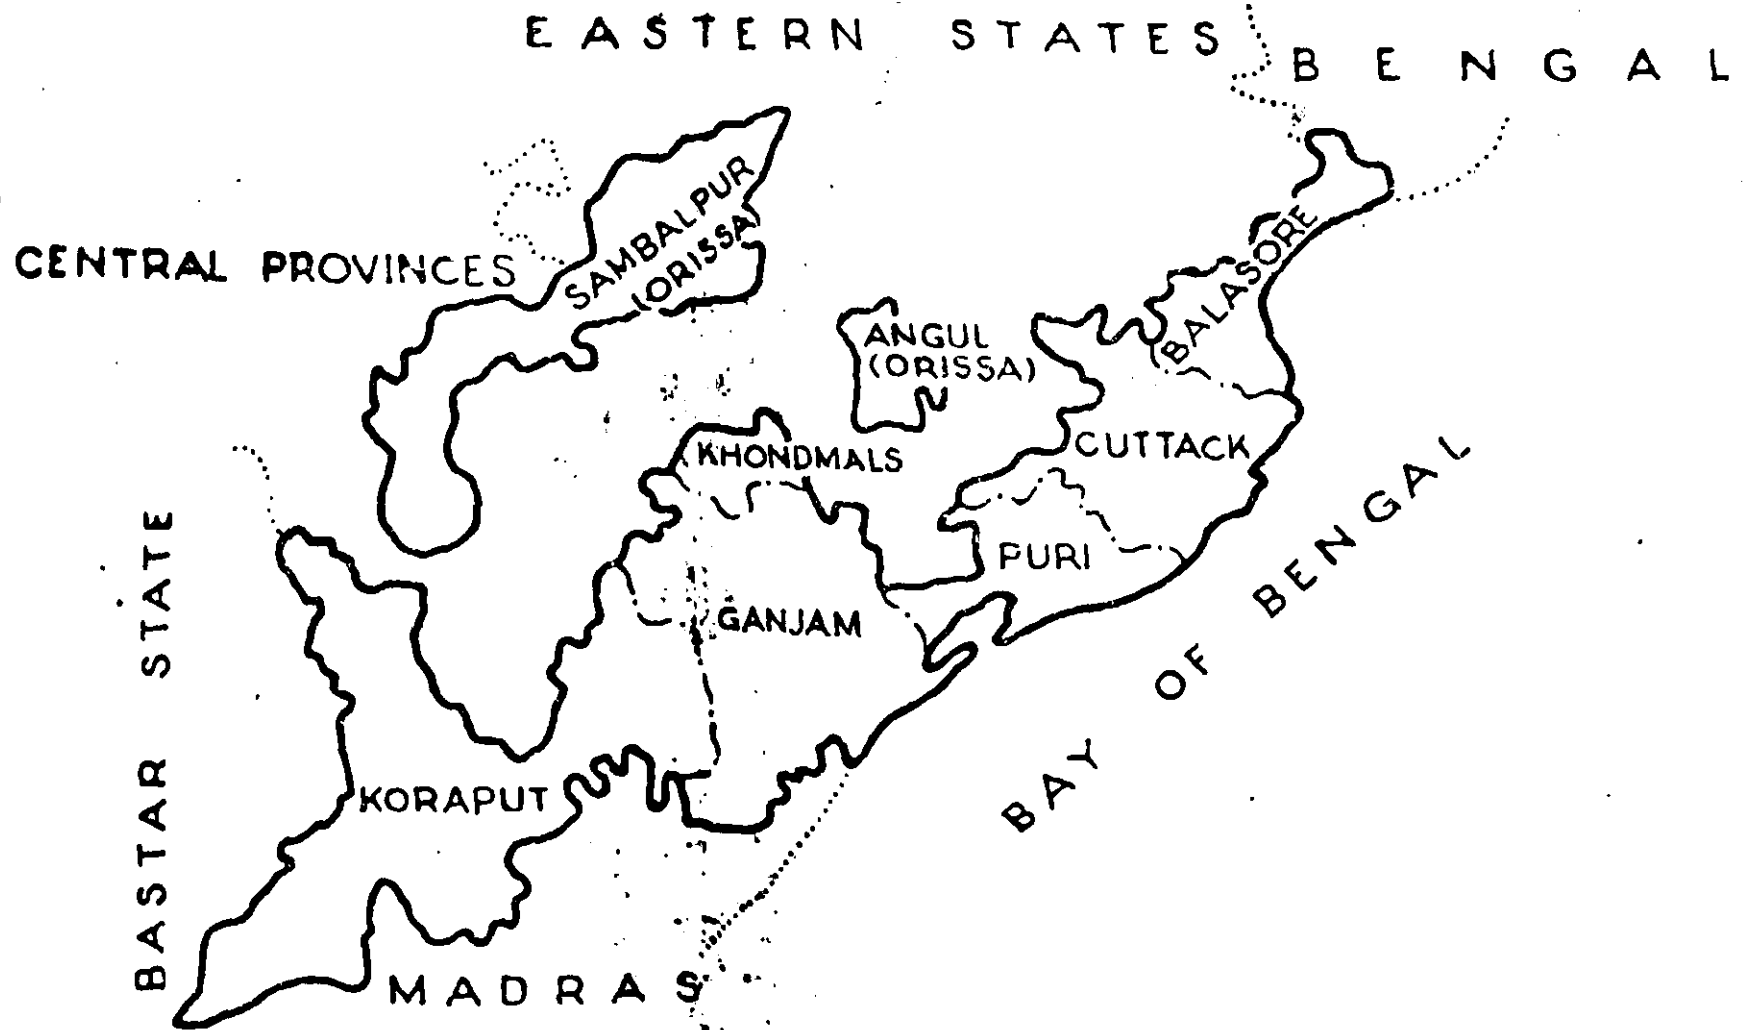 EASTERN STATES
BENGAL
SAMBALPUR
(ORISSA)
CENTRAL PROVINCES
BALASORE
ANGUL
(ORISSA)
KHONDMALS
CUTTACK
PURI
GANJAM
BASTAR STATE
BAY OF BENGAL
KORAPUT
MADRAS